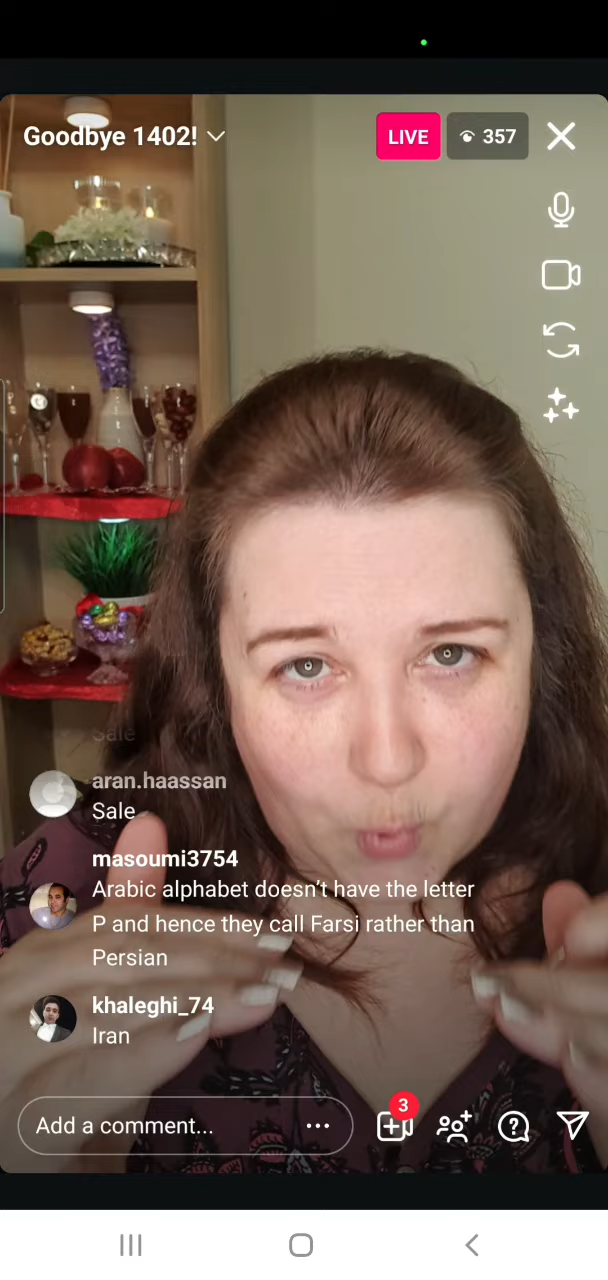 Goodbye 1402!
LIVE
357
Sale
aran.haassan
Sale
masoumi3754
Arabic alphabet doesn't have the letter
P and hence they call Farsi rather than
Persian
khaleghi_74
Iran
3
Add a comment...